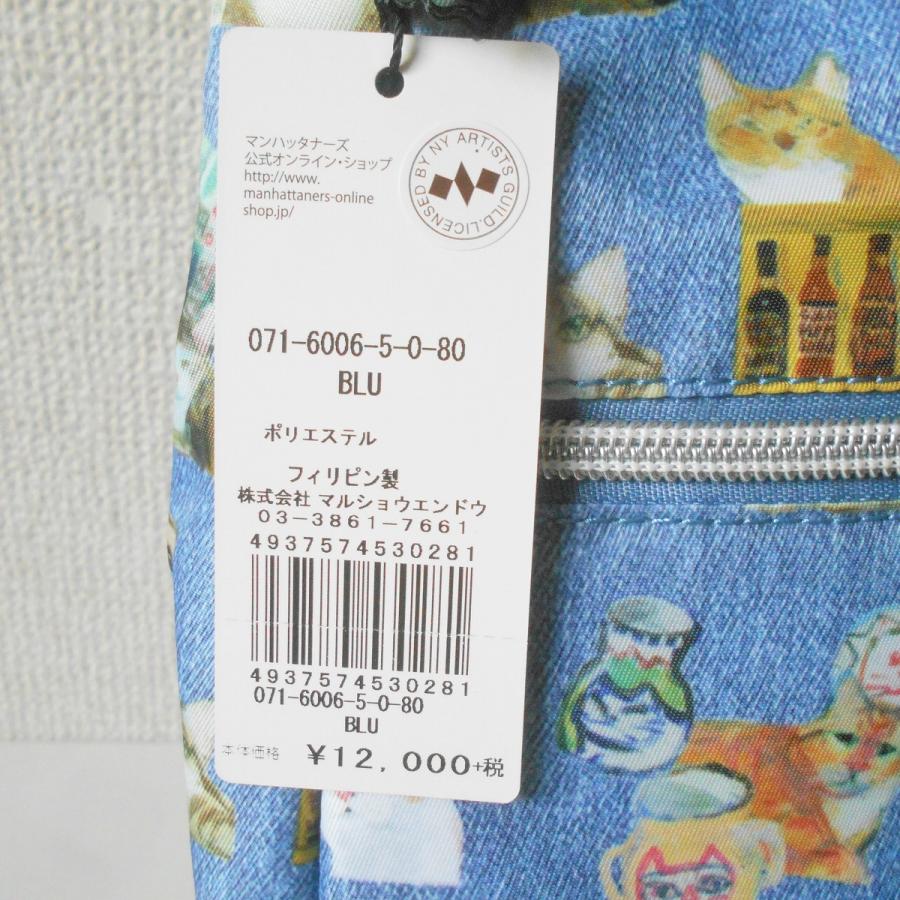 マンハッタナーズ
公式オンライン・ショップ
http://www.
manhattaners-online
shop.jp/
LICENSED BY NY ARTISTS GUILD.
071-6006-5-0-80
BLU
ポリエステル
フィリピン製
株式会社 マルショウエンドウ
03-3861-7661
4937574530281
4937574530281
071-6006-5-0-80
BLU
本体価格 ¥12,000+税